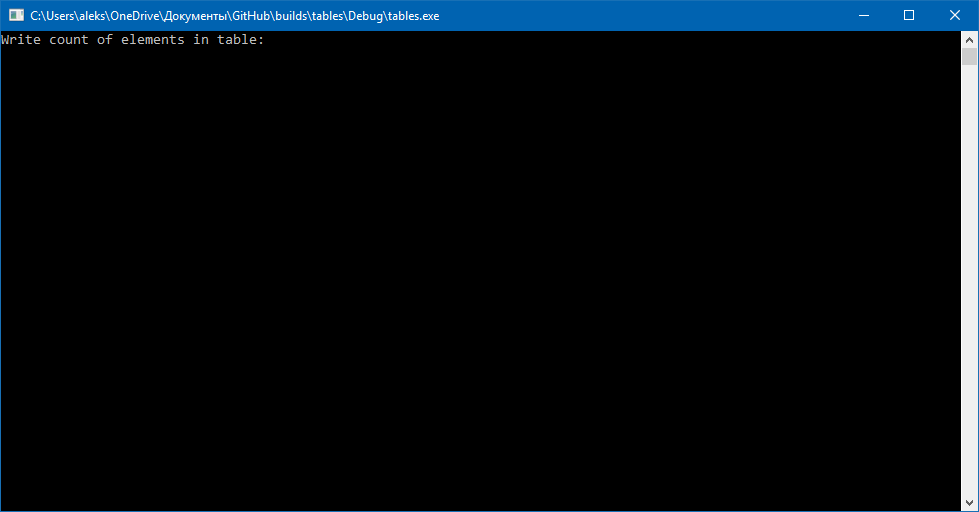 C:\Users\aleks\OneDrive\Документы\GitHub\builds\tables\Debug\tables.exe
Write count of elements in table: